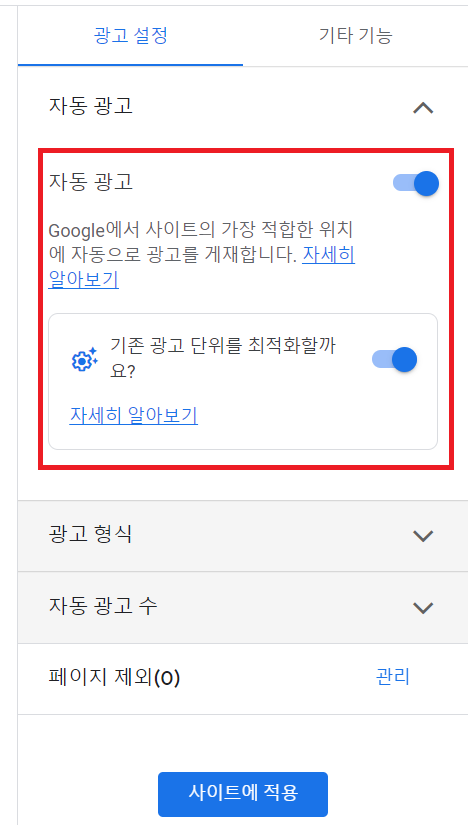 광고 설정
기타 기능
자동 광고
자동 광고
Google에서 사이트의 가장 적합한 위치
에 자동으로 광고를 게재합니다. 자세히
알아보기
기존 광고 단위를 최적화할까
요?
자세히 알아보기
광고 형식
자동 광고 수
페이지 제외(0)
관리
사이트에 적용